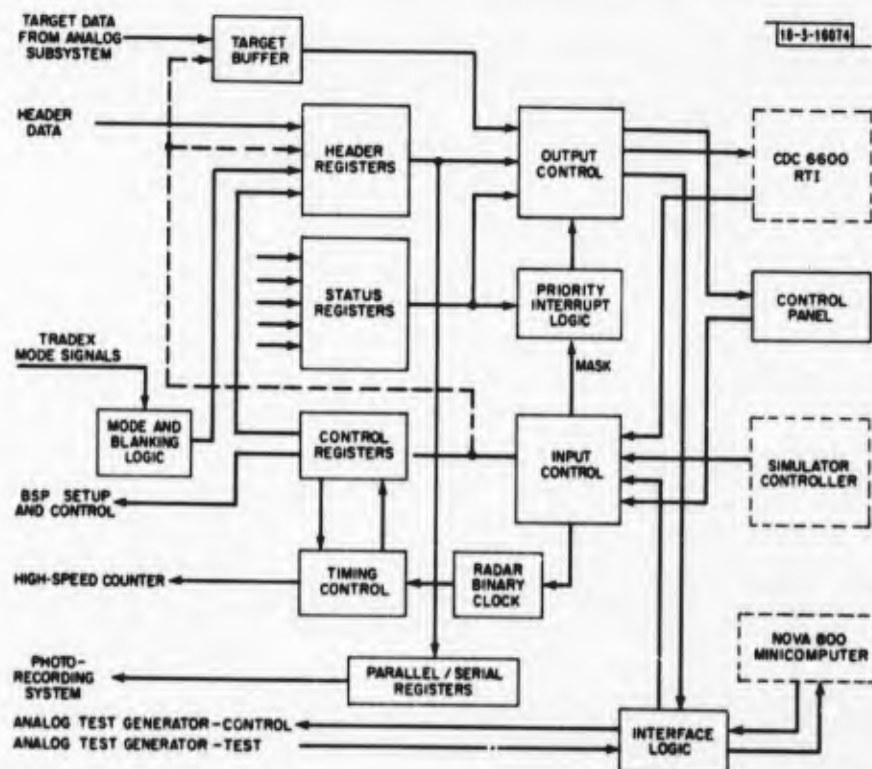 TARGET DATA
FROM ANALOG
SUBSYSTEM
TARGET
BUFFER
18-3-16074
HEADER
DATA
HEADER
REGISTERS
OUTPUT
CONTROL
CDC 6600
RTI
STATUS
REGISTERS
PRIORITY
INTERRUPT
LOGIC
CONTROL
PANEL
TRADEX
MODE SIGNALS
MASK
MODE AND
BLANKING
LOGIC
CONTROL
REGISTERS
INPUT
CONTROL
SIMULATOR
CONTROLLER
BSP SETUP
AND CONTROL
HIGH-SPEED COUNTER
TIMING
CONTROL
RADAR
BINARY
CLOCK
NOVA 800
MINICOMPUTER
PHOTO-
RECORDING
SYSTEM
PARALLEL / SERIAL
REGISTERS
ANALOG TEST GENERATOR-CONTROL
ANALOG TEST GENERATOR-TEST
INTERFACE
LOGIC